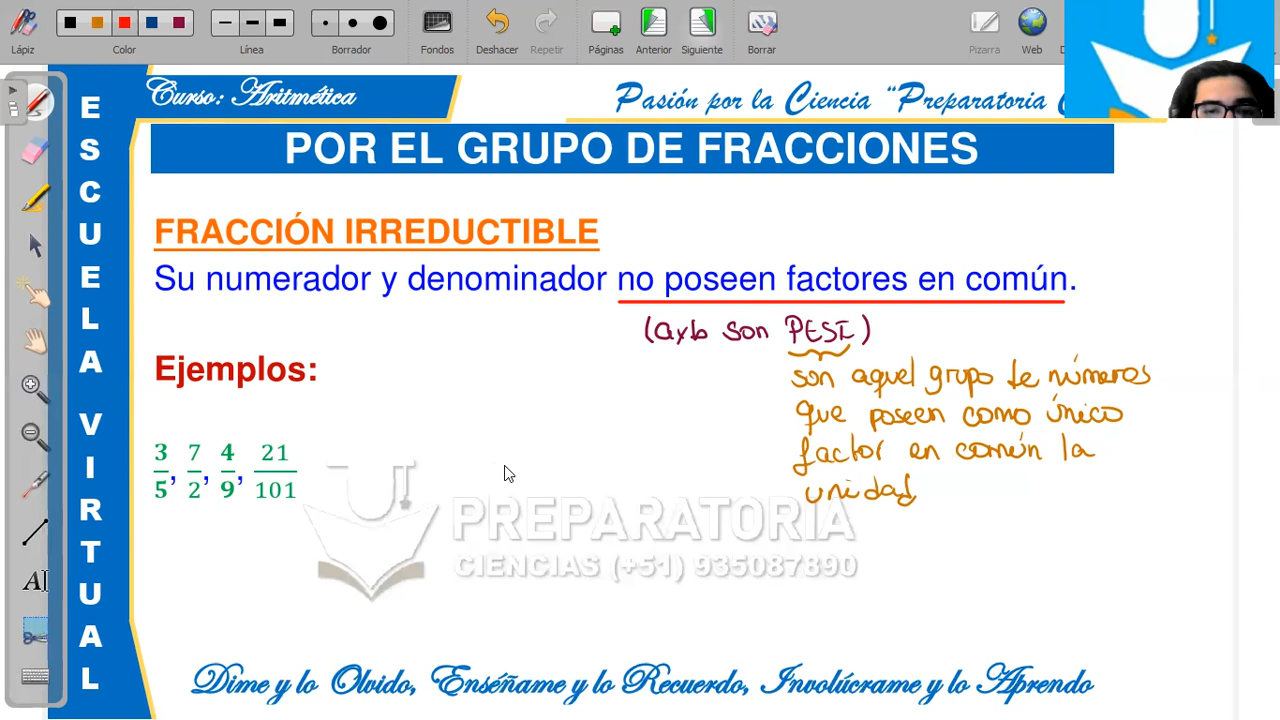 Lápiz
Color
Línea
Borrador
Fondos
Deshacer
Repetir
Páginas
Anterior
Siguiente
Borrar
Pizarra
Web
ESCUELA VIRTUAL
Curso: Aritmética
Pasión por la Ciencia "Preparatoria
POR EL GRUPO DE FRACCIONES
FRACCIÓN IRREDUCTIBLE
Su numerador y denominador no poseen factores en común.
(a y b son PESI)
Ejemplos:
son aquel grupo de números
que poseen como único
factor en común la
unidad
3/5, 7/2, 4/9, 21/101
PREPARATORIA
CIENCIAS (+51) 935087890
AI
Dime y lo Olvido, Enséñame y lo Recuerdo, Involúcrame y lo Aprendo